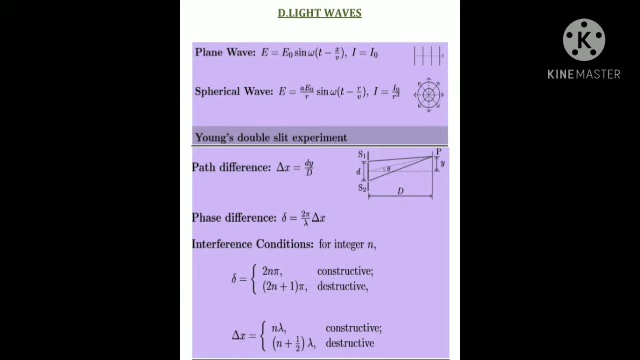 D.LIGHT WAVES
Plane Wave: E = E₀ sin ω(t − x/v), I = I₀
Spherical Wave: E = aE₀/r sin ω(t − r/v), I = I₀/r²
Young's double slit experiment
Path difference: Δx = dy/D
S₁
P
d
θ
y
S₂
D
Phase difference: δ = 2π/λ Δx
Interference Conditions: for integer n,
δ = { 2nπ, constructive;
(2n + 1)π, destructive,
Δx = { nλ, constructive;
(n + 1/2) λ, destructive
K
KINEMASTER